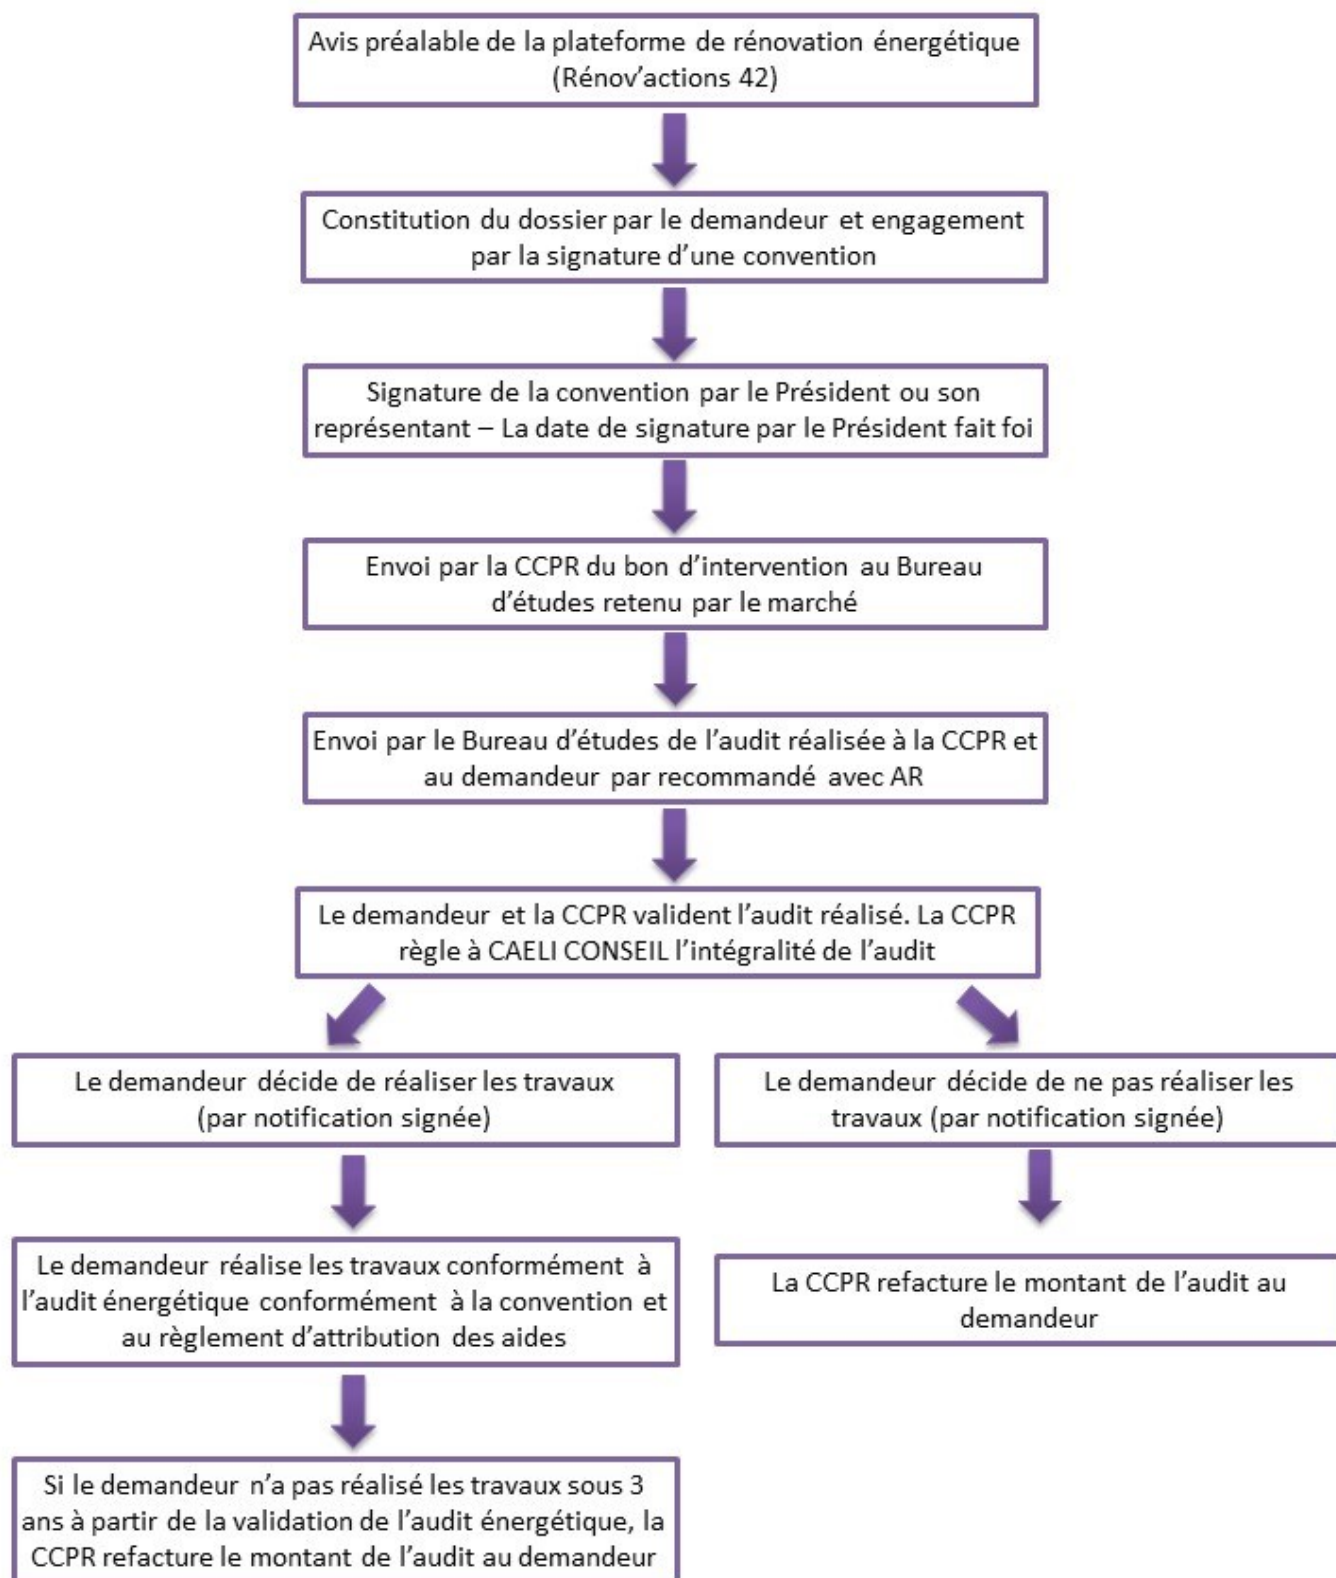 Avis préalable de la plateforme de rénovation énergétique
(Rénov’actions 42)
Constitution du dossier par le demandeur et engagement
par la signature d’une convention
Signature de la convention par le Président ou son
représentant – La date de signature par le Président fait foi
Envoi par la CCPR du bon d’intervention au Bureau
d’études retenu par le marché
Envoi par le Bureau d’études de l’audit réalisée à la CCPR et
au demandeur par recommandé avec AR
Le demandeur et la CCPR valident l’audit réalisé. La CCPR
règle à CAELI CONSEIL l’intégralité de l’audit
Le demandeur décide de réaliser les travaux
(par notification signée)
Le demandeur réalise les travaux conformément à
l’audit énergétique conformément à la convention et
au règlement d’attribution des aides
Si le demandeur n’a pas réalisé les travaux sous 3
ans à partir de la validation de l’audit énergétique, la
CCPR refacture le montant de l’audit au demandeur
Le demandeur décide de ne pas réaliser les
travaux (par notification signée)
La CCPR refacture le montant de l’audit au
demandeur